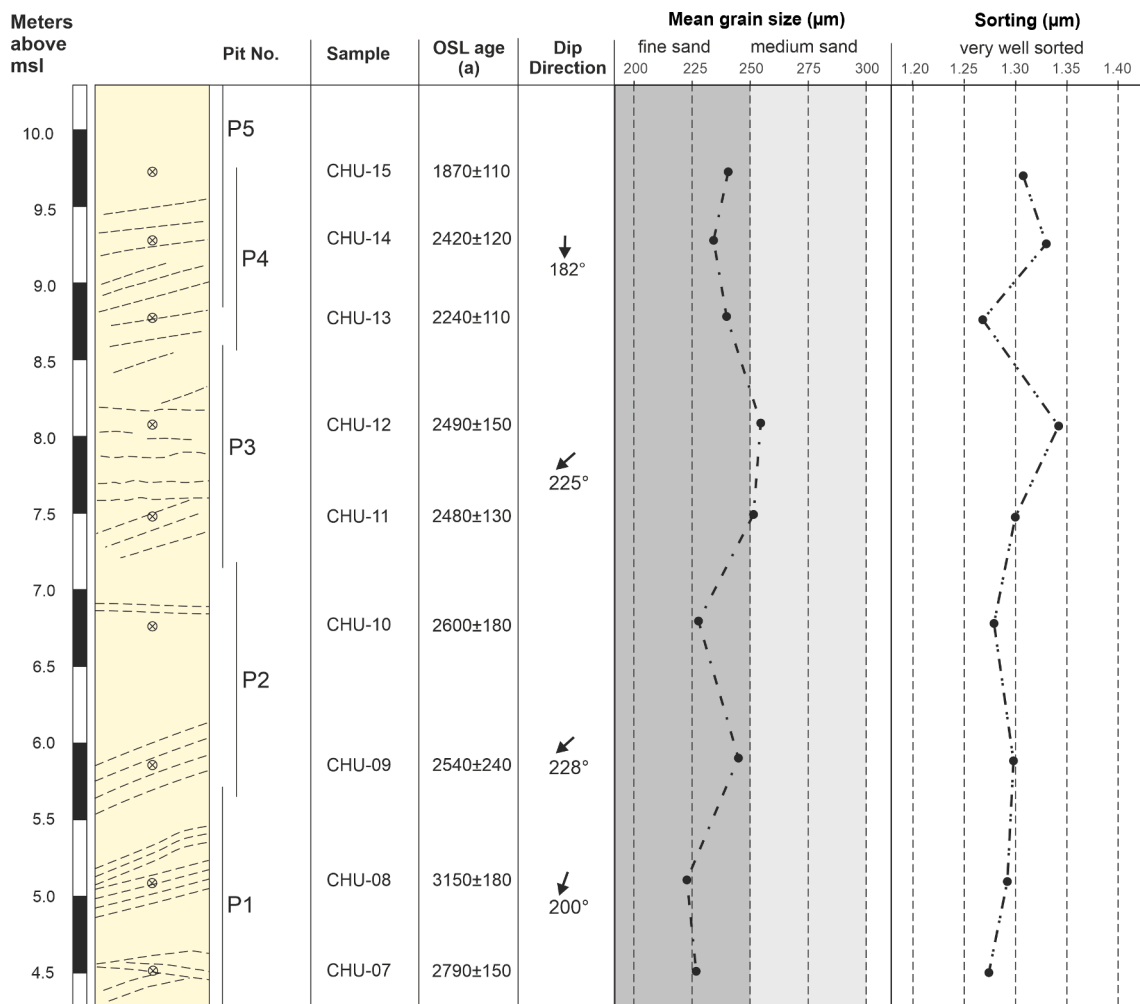 Meters
above
msl
Pit No.
Sample
OSL age
(a)
Dip
Direction
Mean grain size (µm)
fine sand
medium sand
200 225 250 275 300
Sorting (µm)
very well sorted
1.20 1.25 1.30 1.35 1.40
10.0
P5
CHU-15 1870±110
9.5
CHU-14 2420±120
P4
182°
9.0
CHU-13 2240±110
8.5
CHU-12 2490±150
8.0
P3
225°
7.5
CHU-11 2480±130
7.0
CHU-10 2600±180
6.5
P2
6.0
CHU-09 2540±240
228°
5.5
CHU-08 3150±180
5.0
P1
200°
CHU-07 2790±150
4.5